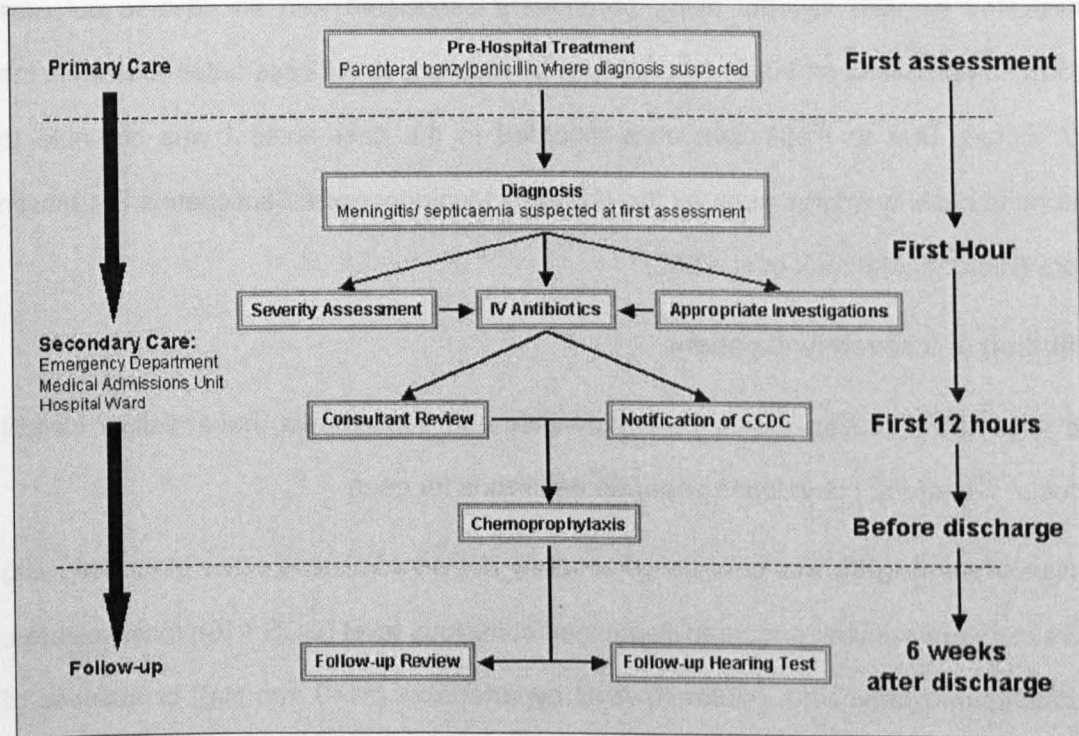 Pre-Hospital Treatment
Parenteral benzylpenicillin where diagnosis suspected
Primary Care
First assessment
Diagnosis
Meningitis/ septicaemia suspected at first assessment
First Hour
Severity Assessment
IV Antibiotics
Appropriate Investigations
Secondary Care:
Emergency Department
Medical Admissions Unit
Hospital Ward
Consultant Review
Notification of CCDC
First 12 hours
Chemoprophylaxis
Before discharge
Follow-up
Follow-up Review
Follow-up Hearing Test
6 weeks
after discharge